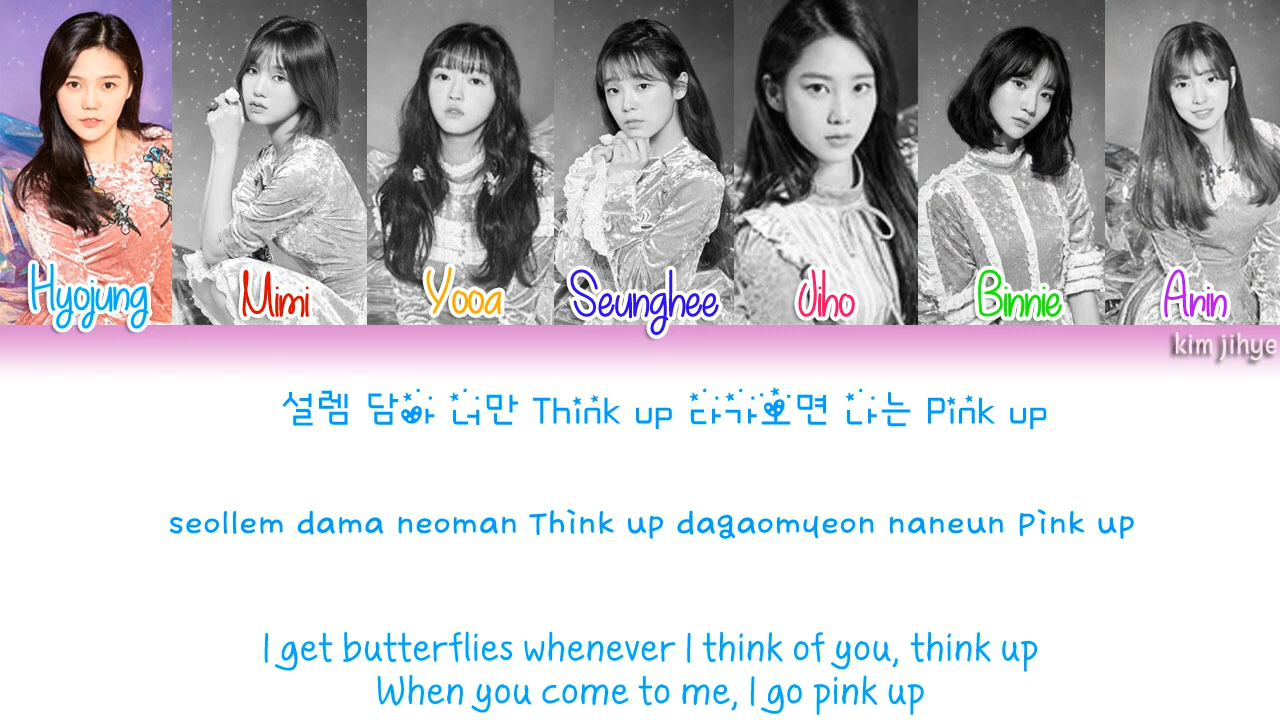 Hyojung Mimi Yooa Seunghee Jiho Binnie Arin
kim jihye
설렘 담아 너만 Think up 다가오면 나는 Pink up
seollem dama neoman Think up dagaomyeon naneun Pink up
I get butterflies whenever I think of you, think up
When you come to me, I go pink up